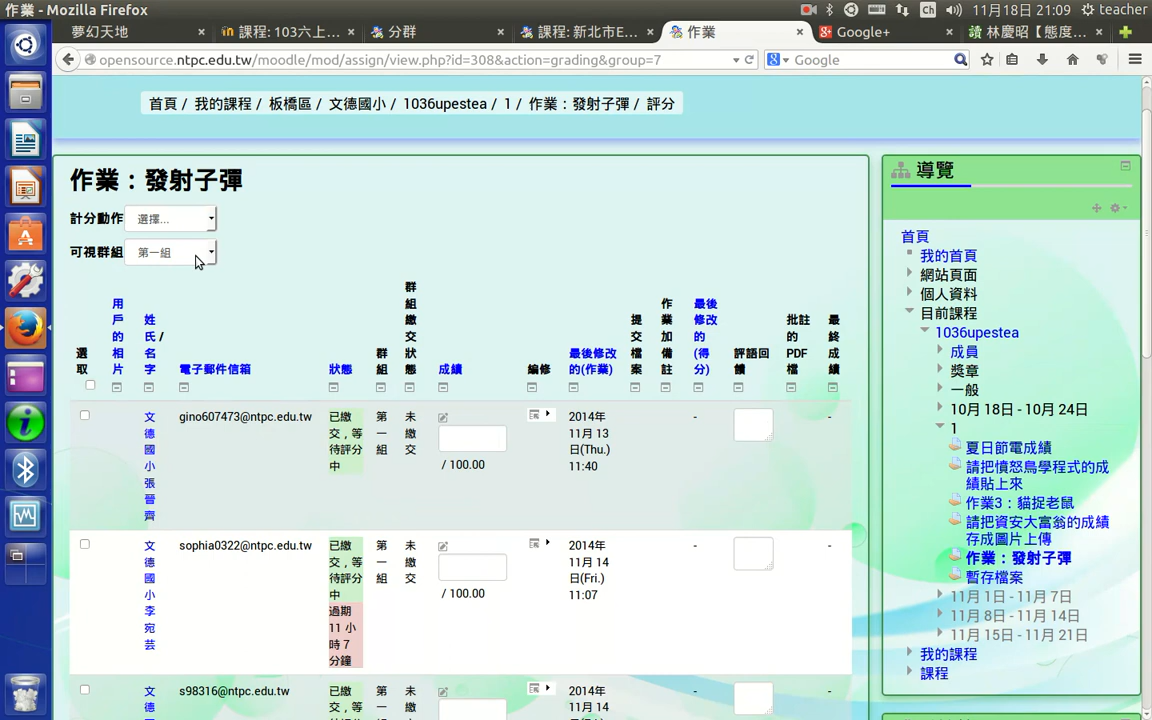 作業 - Mozilla Firefox
Ch
11月18日 21:09
teacher
夢幻天地
課程: 103六上...
分群
課程: 新北市E...
作業
Google+
林慶昭【態度...
opensource.ntpc.edu.tw/moodle/mod/assign/view.php?id=308&action=grading&group=7
Google
首頁 / 我的課程 / 板橋區 / 文德國小 / 1036upestea / 1 / 作業：發射子彈 / 評分
作業：發射子彈
計分動作
選擇...
可視群組
第一組
選取
用戶的相片
姓氏 / 名字
電子郵件信箱
狀態
群組
群組繳交狀態
成績
編修
最後修改的(作業)
提交檔案
作業加備註
最後修改的(得分)
評語回饋
批註的PDF檔
最終成績
文德國小張晉齊
gino607473@ntpc.edu.tw
已繳交，等待評分中
第一組
未繳交
/ 100.00
2014年
11月 13
日(Thu.)
11:40
-
-
文德國小李宛芸
sophia0322@ntpc.edu.tw
已繳交，等待評分中
過期 11 小時 7 分鐘
第一組
未繳交
/ 100.00
2014年
11月 14
日(Fri.)
11:07
-
-
文德
s98316@ntpc.edu.tw
已繳
交，等
第一
未繳
2014年
11月 14
-
-
導覽
首頁
我的首頁
網站頁面
個人資料
目前課程
1036upestea
成員
獎章
一般
10月 18日 - 10月 24日
1
夏日節電成績
請把憤怒鳥學程式的成
績貼上來
作業3：貓捉老鼠
請把資安大富翁的成績
存成圖片上傳
作業：發射子彈
暫存檔案
11月 1日 - 11月 7日
11月 8日 - 11月 14日
11月 15日 - 11月 21日
我的課程
課程